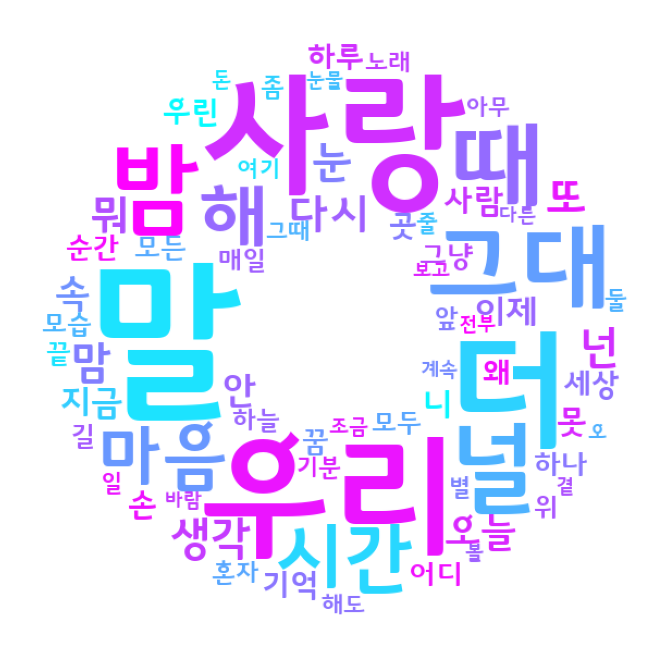 하루 노래
돈 좀 눈물
우린 사랑 아무
여기 눈 때
밤 해 다시 사람 또
뭐 그때 곳 줄 다른
순간 모든 매일 그냥
보고 그대
속 말 앞 이제 둘
모습 전부 넌
끝 맘 터 왜
지금 안 계속 세상
하늘 니 못
길 마음 꿈 조금 모두 널 오
일 기분 하나
손 바람 우리 별 곁
생각 시간 오늘 위
혼자 기억 어디 볼
해도